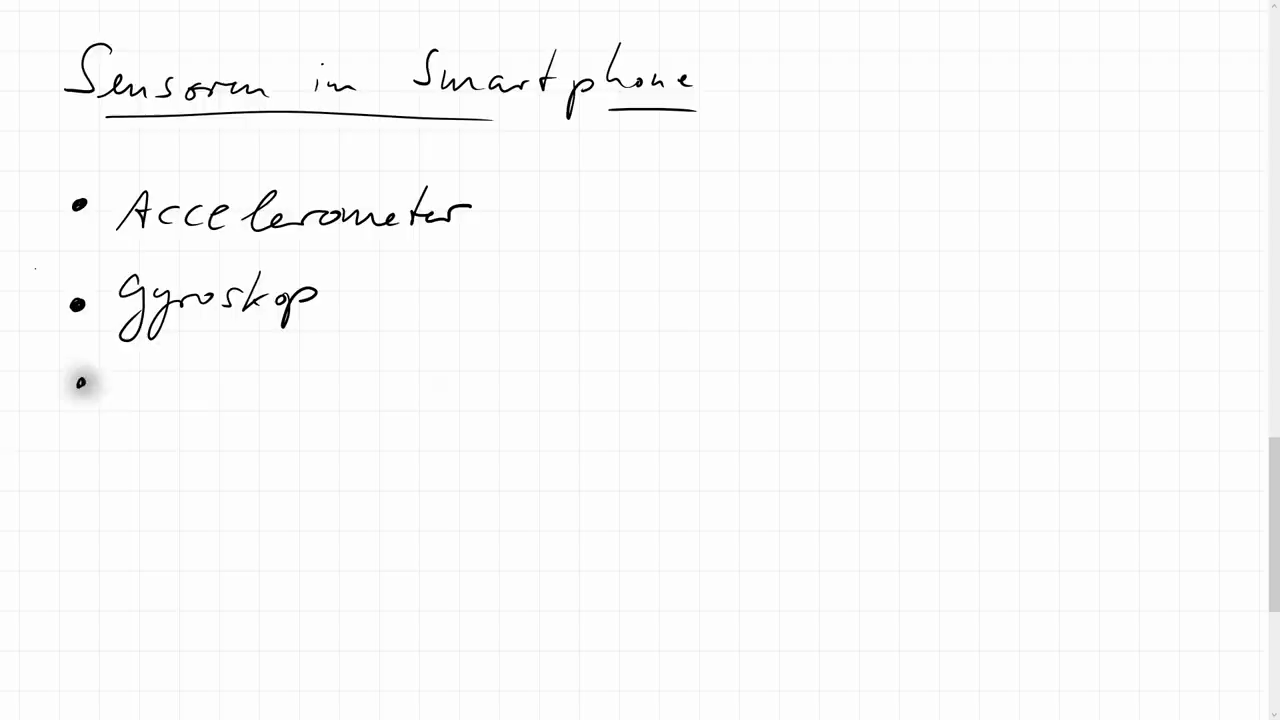 Sensoren im Smartphone
• Accelerometer
• Gyroskop
•